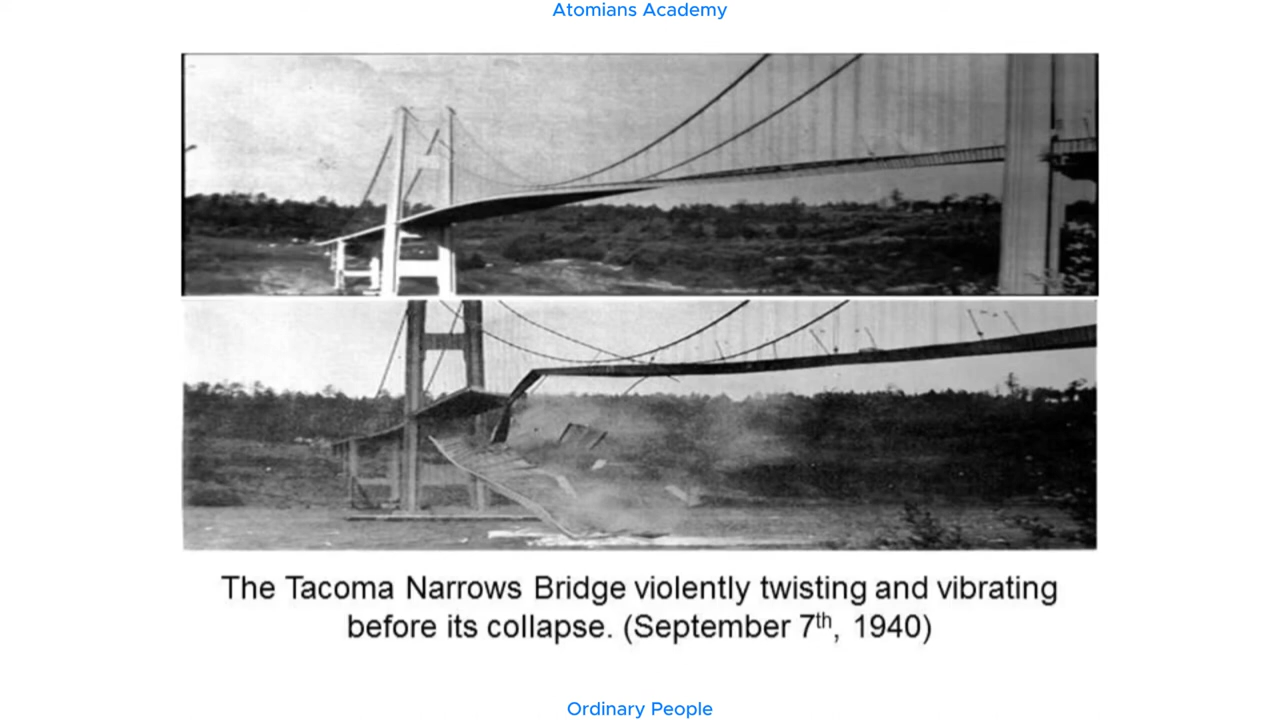 Atomians Academy
The Tacoma Narrows Bridge violently twisting and vibrating
before its collapse. (September 7th, 1940)
Ordinary People